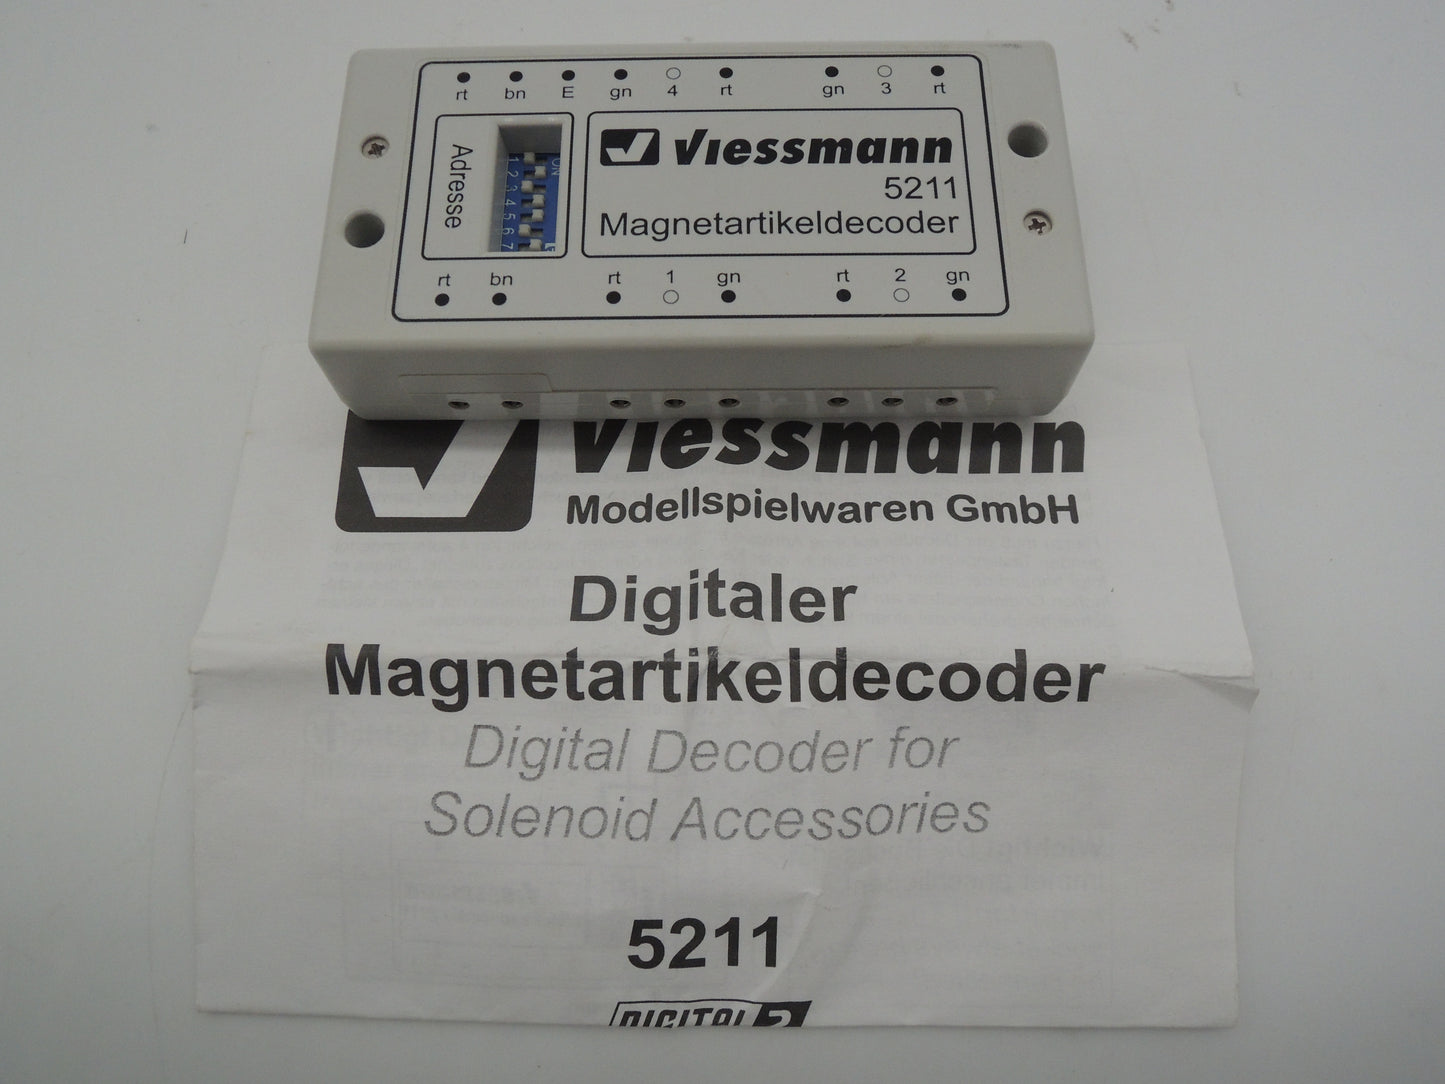 rt bn E gn 4 rt gn 3 rt
Adresse
ON
1 2 3 4 5 6 7
Viessmann
5211
Magnetartikeldecoder
rt bn rt 1 gn rt 2 gn
Viessmann
Modellspielwaren GmbH
Digitaler
Magnetartikeldecoder
Digital Decoder for
Solenoid Accessories
5211
DIGITAL 2